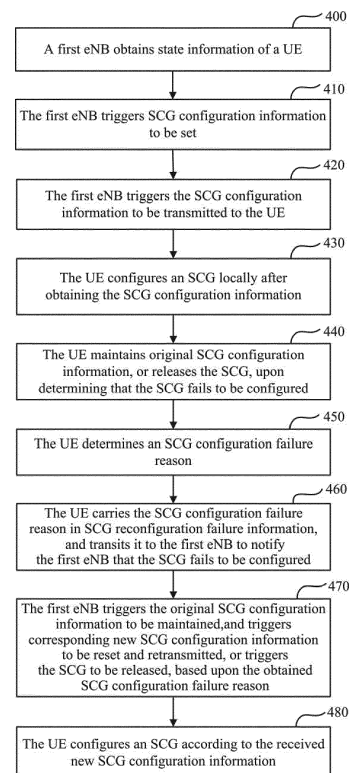 400
A first eNB obtains state information of a UE
410
The first eNB triggers SCG configuration information
to be set
420
The first eNB triggers the SCG configuration
information to be transmitted to the UE
430
The UE configures an SCG locally after
obtaining the SCG configuration information
440
The UE maintains original SCG configuration
information, or releases the SCG, upon
determining that the SCG fails to be configured
450
The UE determines an SCG configuration failure
reason
460
The UE carries the SCG configuration failure
reason in SCG reconfiguration failure information,
and transits it to the first eNB to notify
the first eNB that the SCG fails to be configured
470
The first eNB triggers the original SCG configuration
information to be maintained,and triggers
corresponding new SCG configuration information
to be reset and retransmitted, or triggers
the SCG to be released, based upon the obtained
SCG configuration failure reason
480
The UE configures an SCG according to the received
new SCG configuration information